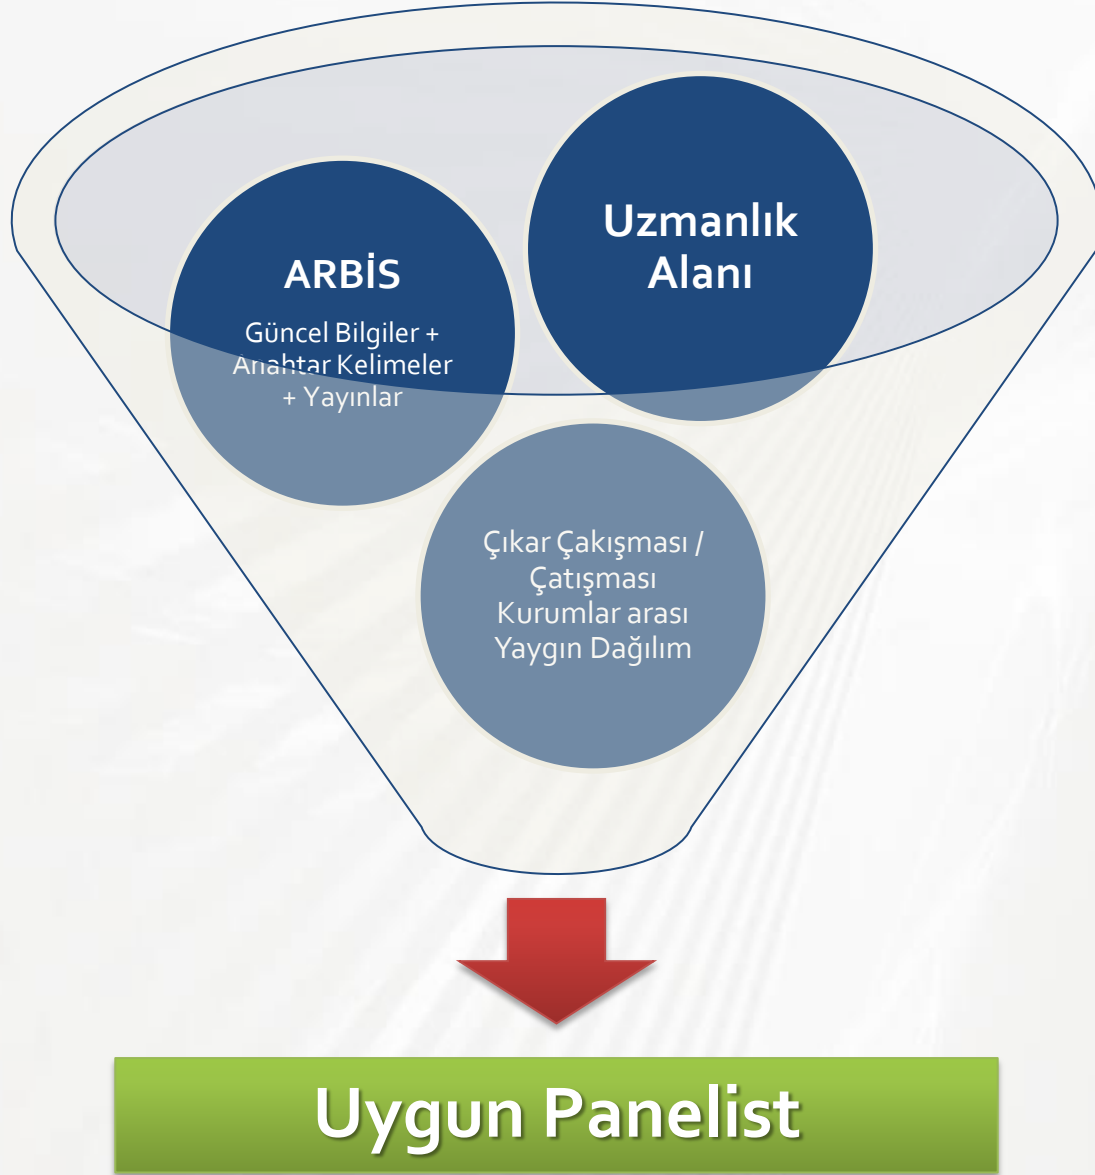 Uzmanlık
Alanı
ARBİS
Güncel Bilgiler +
Anahtar Kelimeler
+ Yayınlar
Çıkar Çakışması /
Çatışması
Kurumlar arası
Yaygın Dağılım
Uygun Panelist